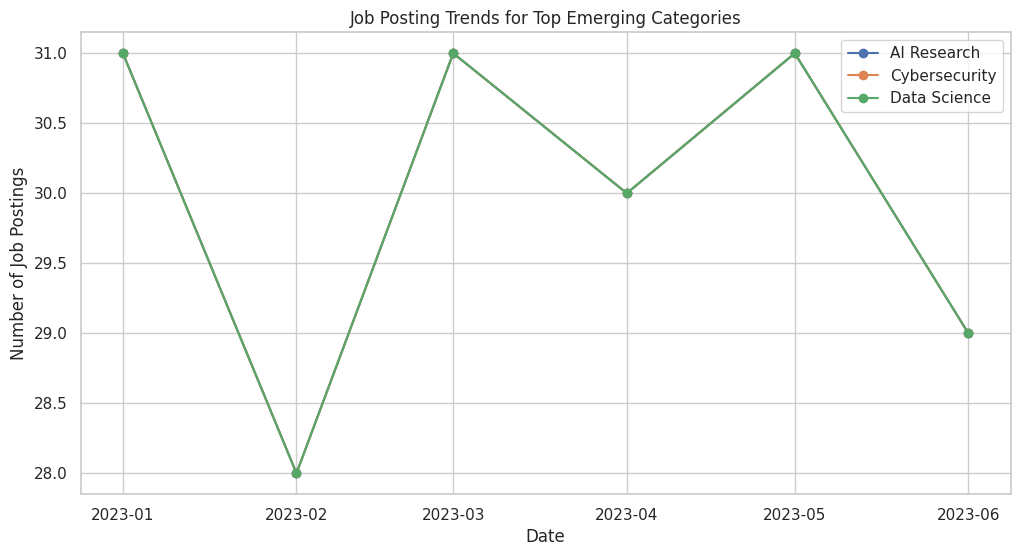 Job Posting Trends for Top Emerging Categories
AI Research
Cybersecurity
Data Science
Number of Job Postings
31.0
30.5
30.0
29.5
29.0
28.5
28.0
2023-01
2023-02
2023-03
2023-04
2023-05
2023-06
Date